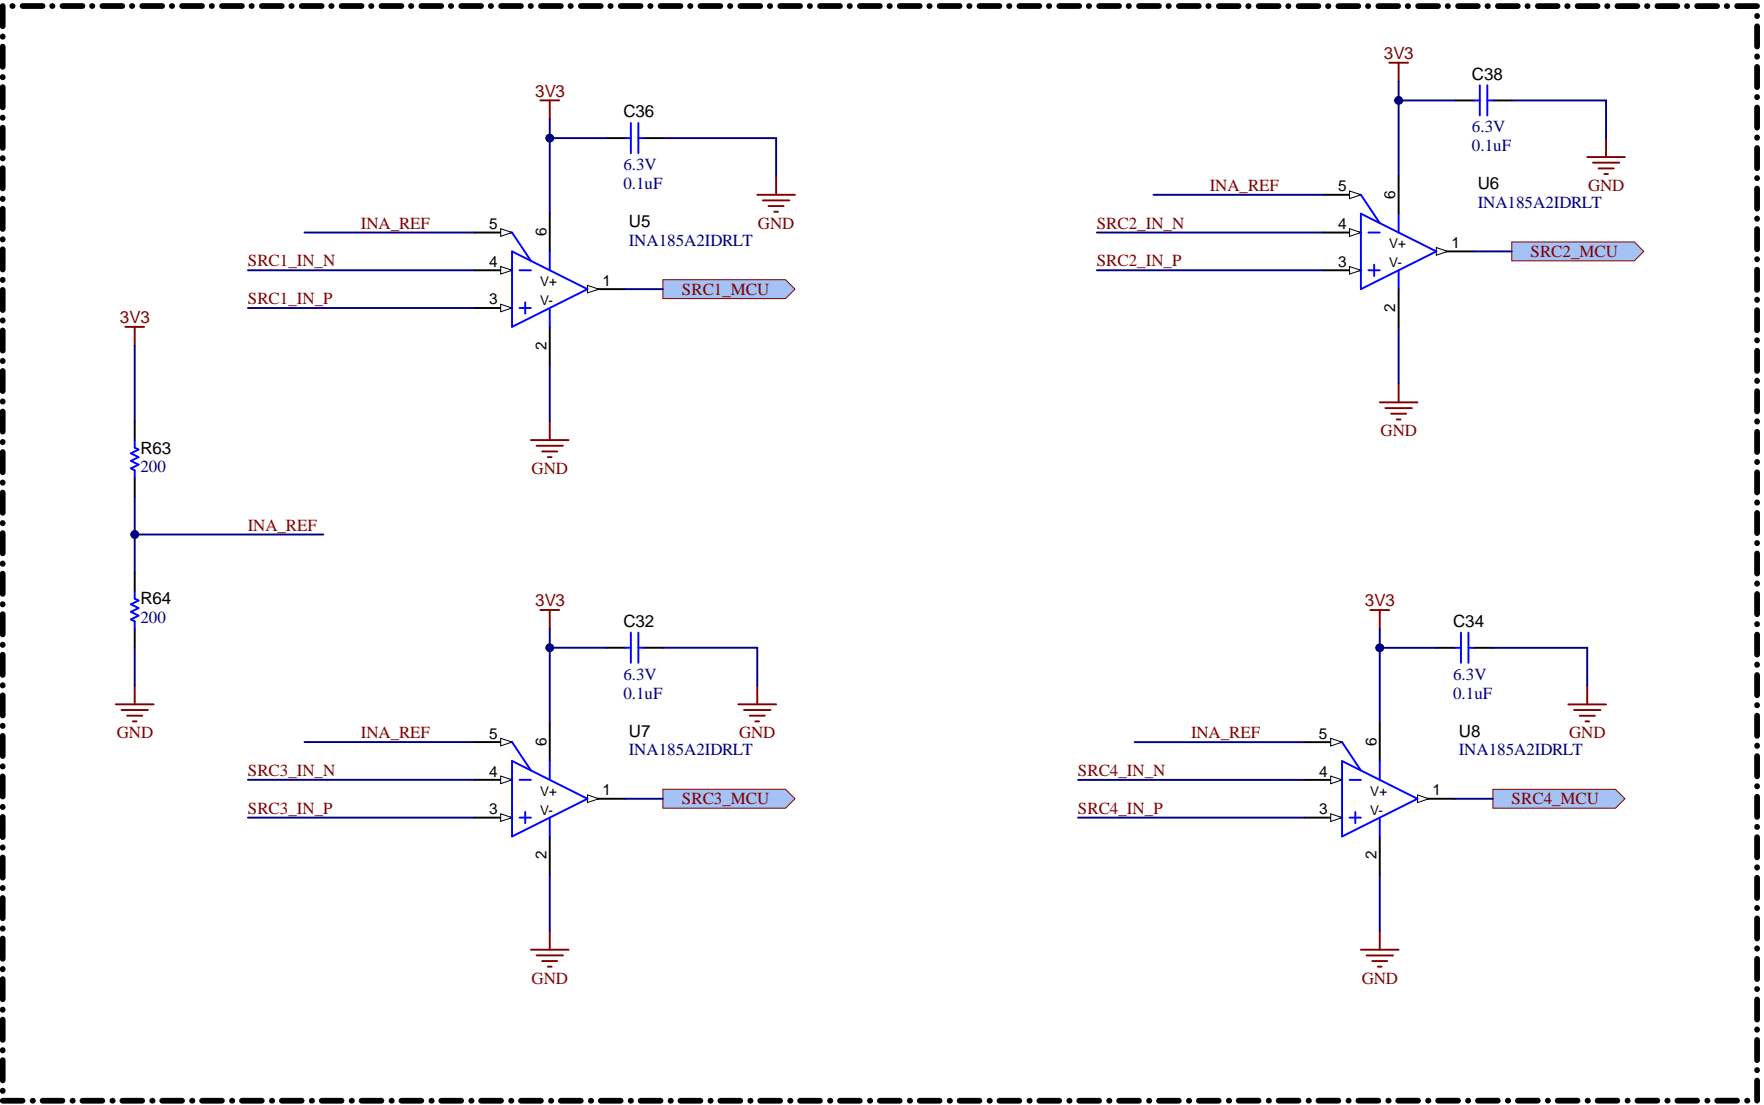 3V3
C36
6.3V
0.1uF
GND
U5
INA185A2IDRLT
INA_REF
5
6
SRC1_IN_N
4
V+
SRC1_IN_P
3
V-
1
SRC1_MCU
2
GND
3V3
C38
6.3V
0.1uF
GND
U6
INA185A2IDRLT
INA_REF
5
6
SRC2_IN_N
4
V+
SRC2_IN_P
3
V-
1
SRC2_MCU
2
GND
3V3
R63
200
INA_REF
R64
200
GND
3V3
C32
6.3V
0.1uF
GND
U7
INA185A2IDRLT
INA_REF
5
6
SRC3_IN_N
4
V+
SRC3_IN_P
3
V-
1
SRC3_MCU
2
GND
3V3
C34
6.3V
0.1uF
GND
U8
INA185A2IDRLT
INA_REF
5
6
SRC4_IN_N
4
V+
SRC4_IN_P
3
V-
1
SRC4_MCU
2
GND